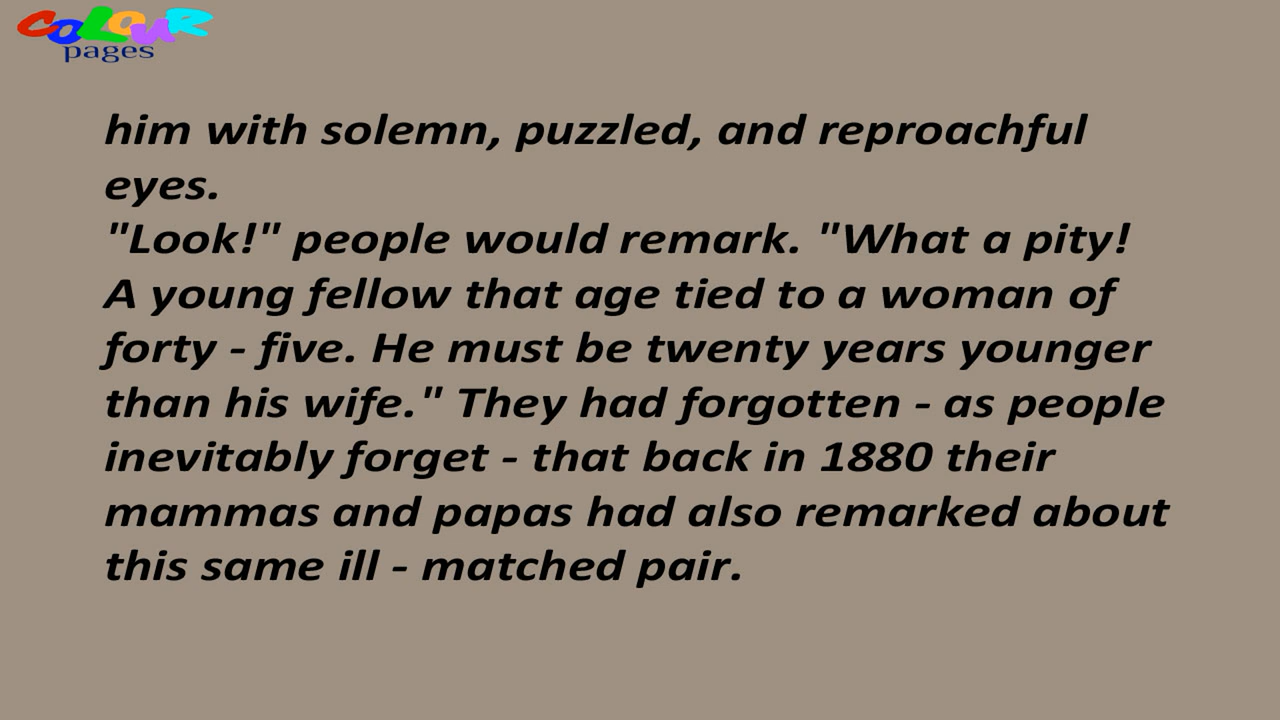 COLOUR
pages
him with solemn, puzzled, and reproachful
eyes.
"Look!" people would remark. "What a pity!
A young fellow that age tied to a woman of
forty - five. He must be twenty years younger
than his wife." They had forgotten - as people
inevitably forget - that back in 1880 their
mammas and papas had also remarked about
this same ill - matched pair.